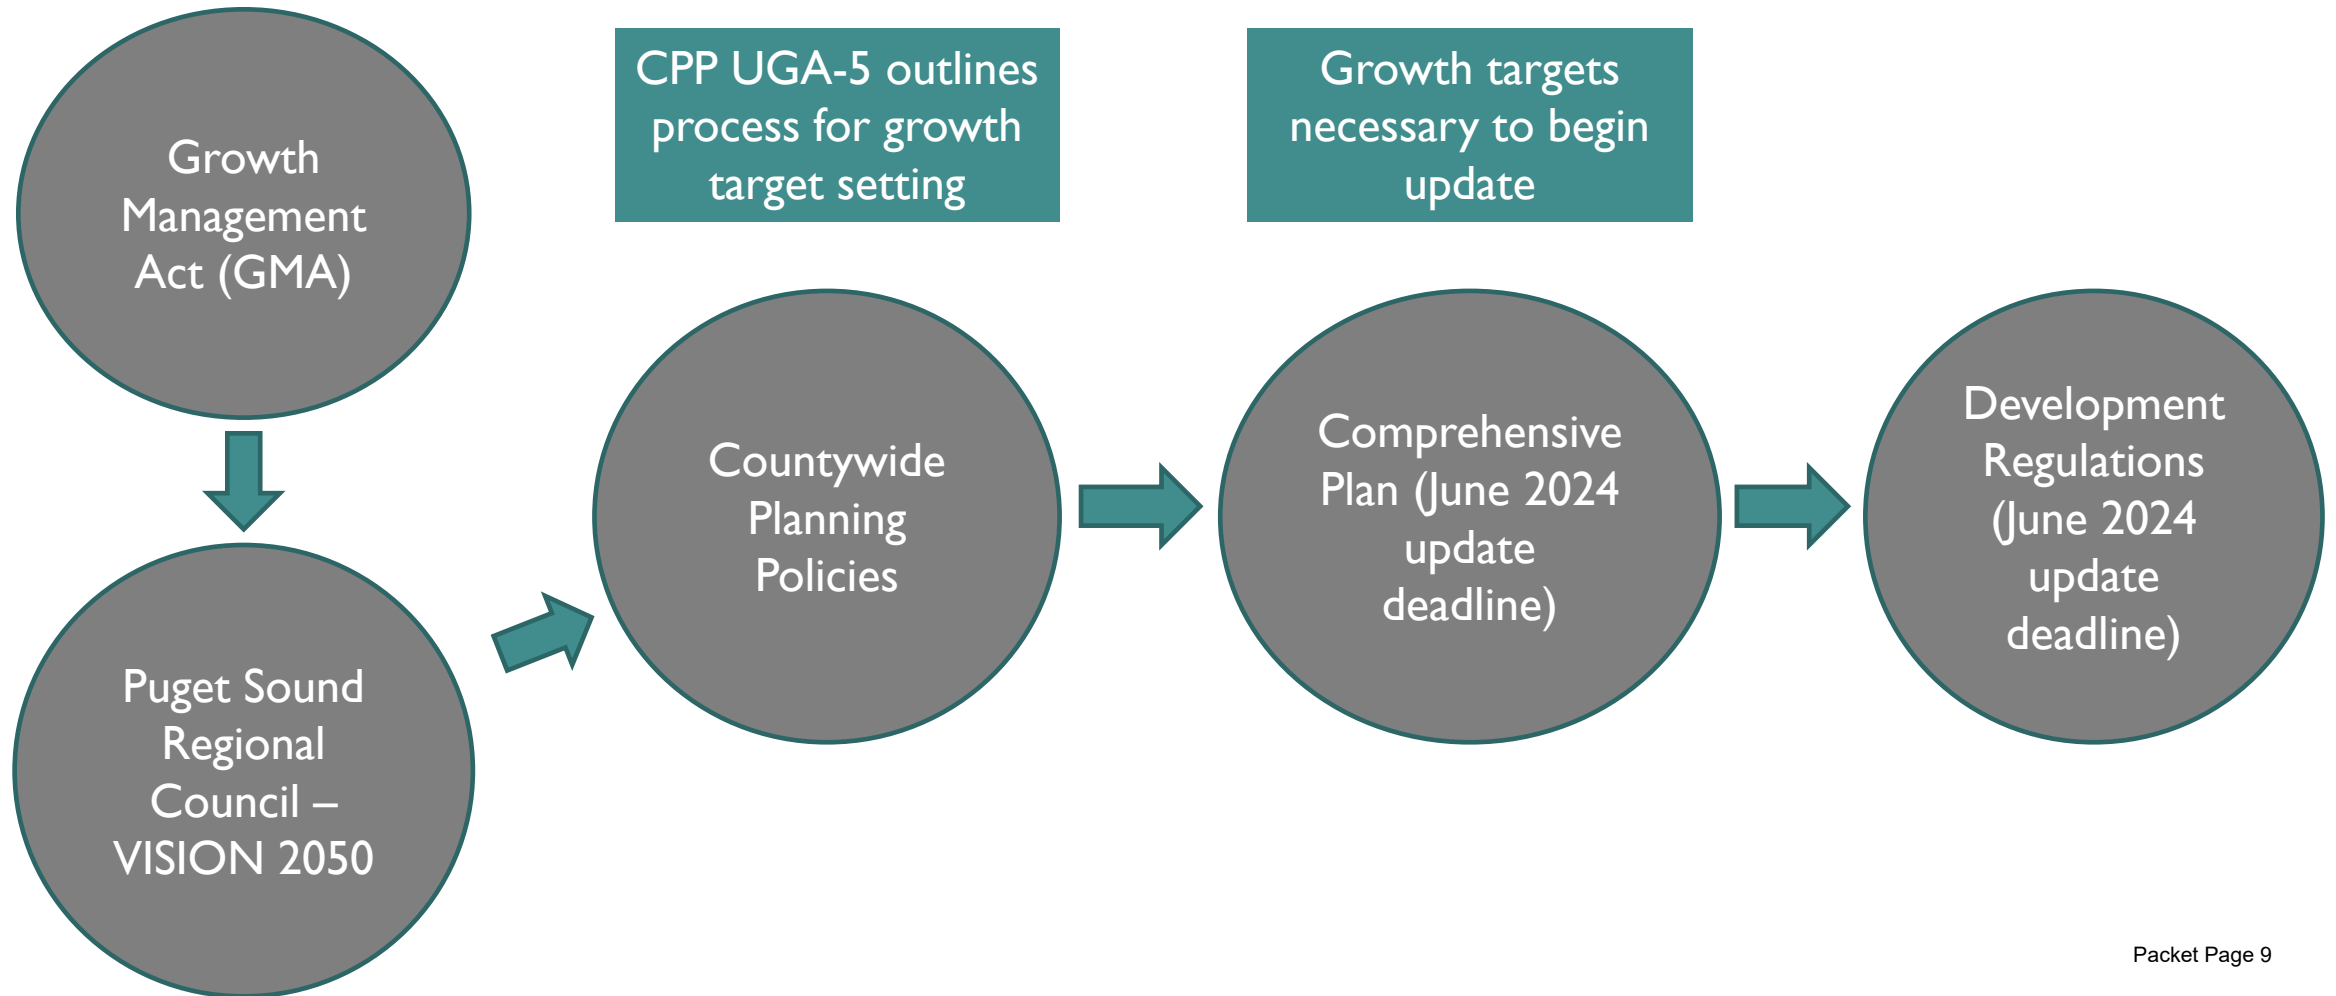 Growth
Management
Act (GMA)
Puget Sound
Regional
Council –
VISION 2050
CPP UGA-5 outlines
process for growth
target setting
Countywide
Planning
Policies
Growth targets
necessary to begin
update
Comprehensive
Plan (June 2024
update
deadline)
Development
Regulations
(June 2024
update
deadline)
Packet Page 9